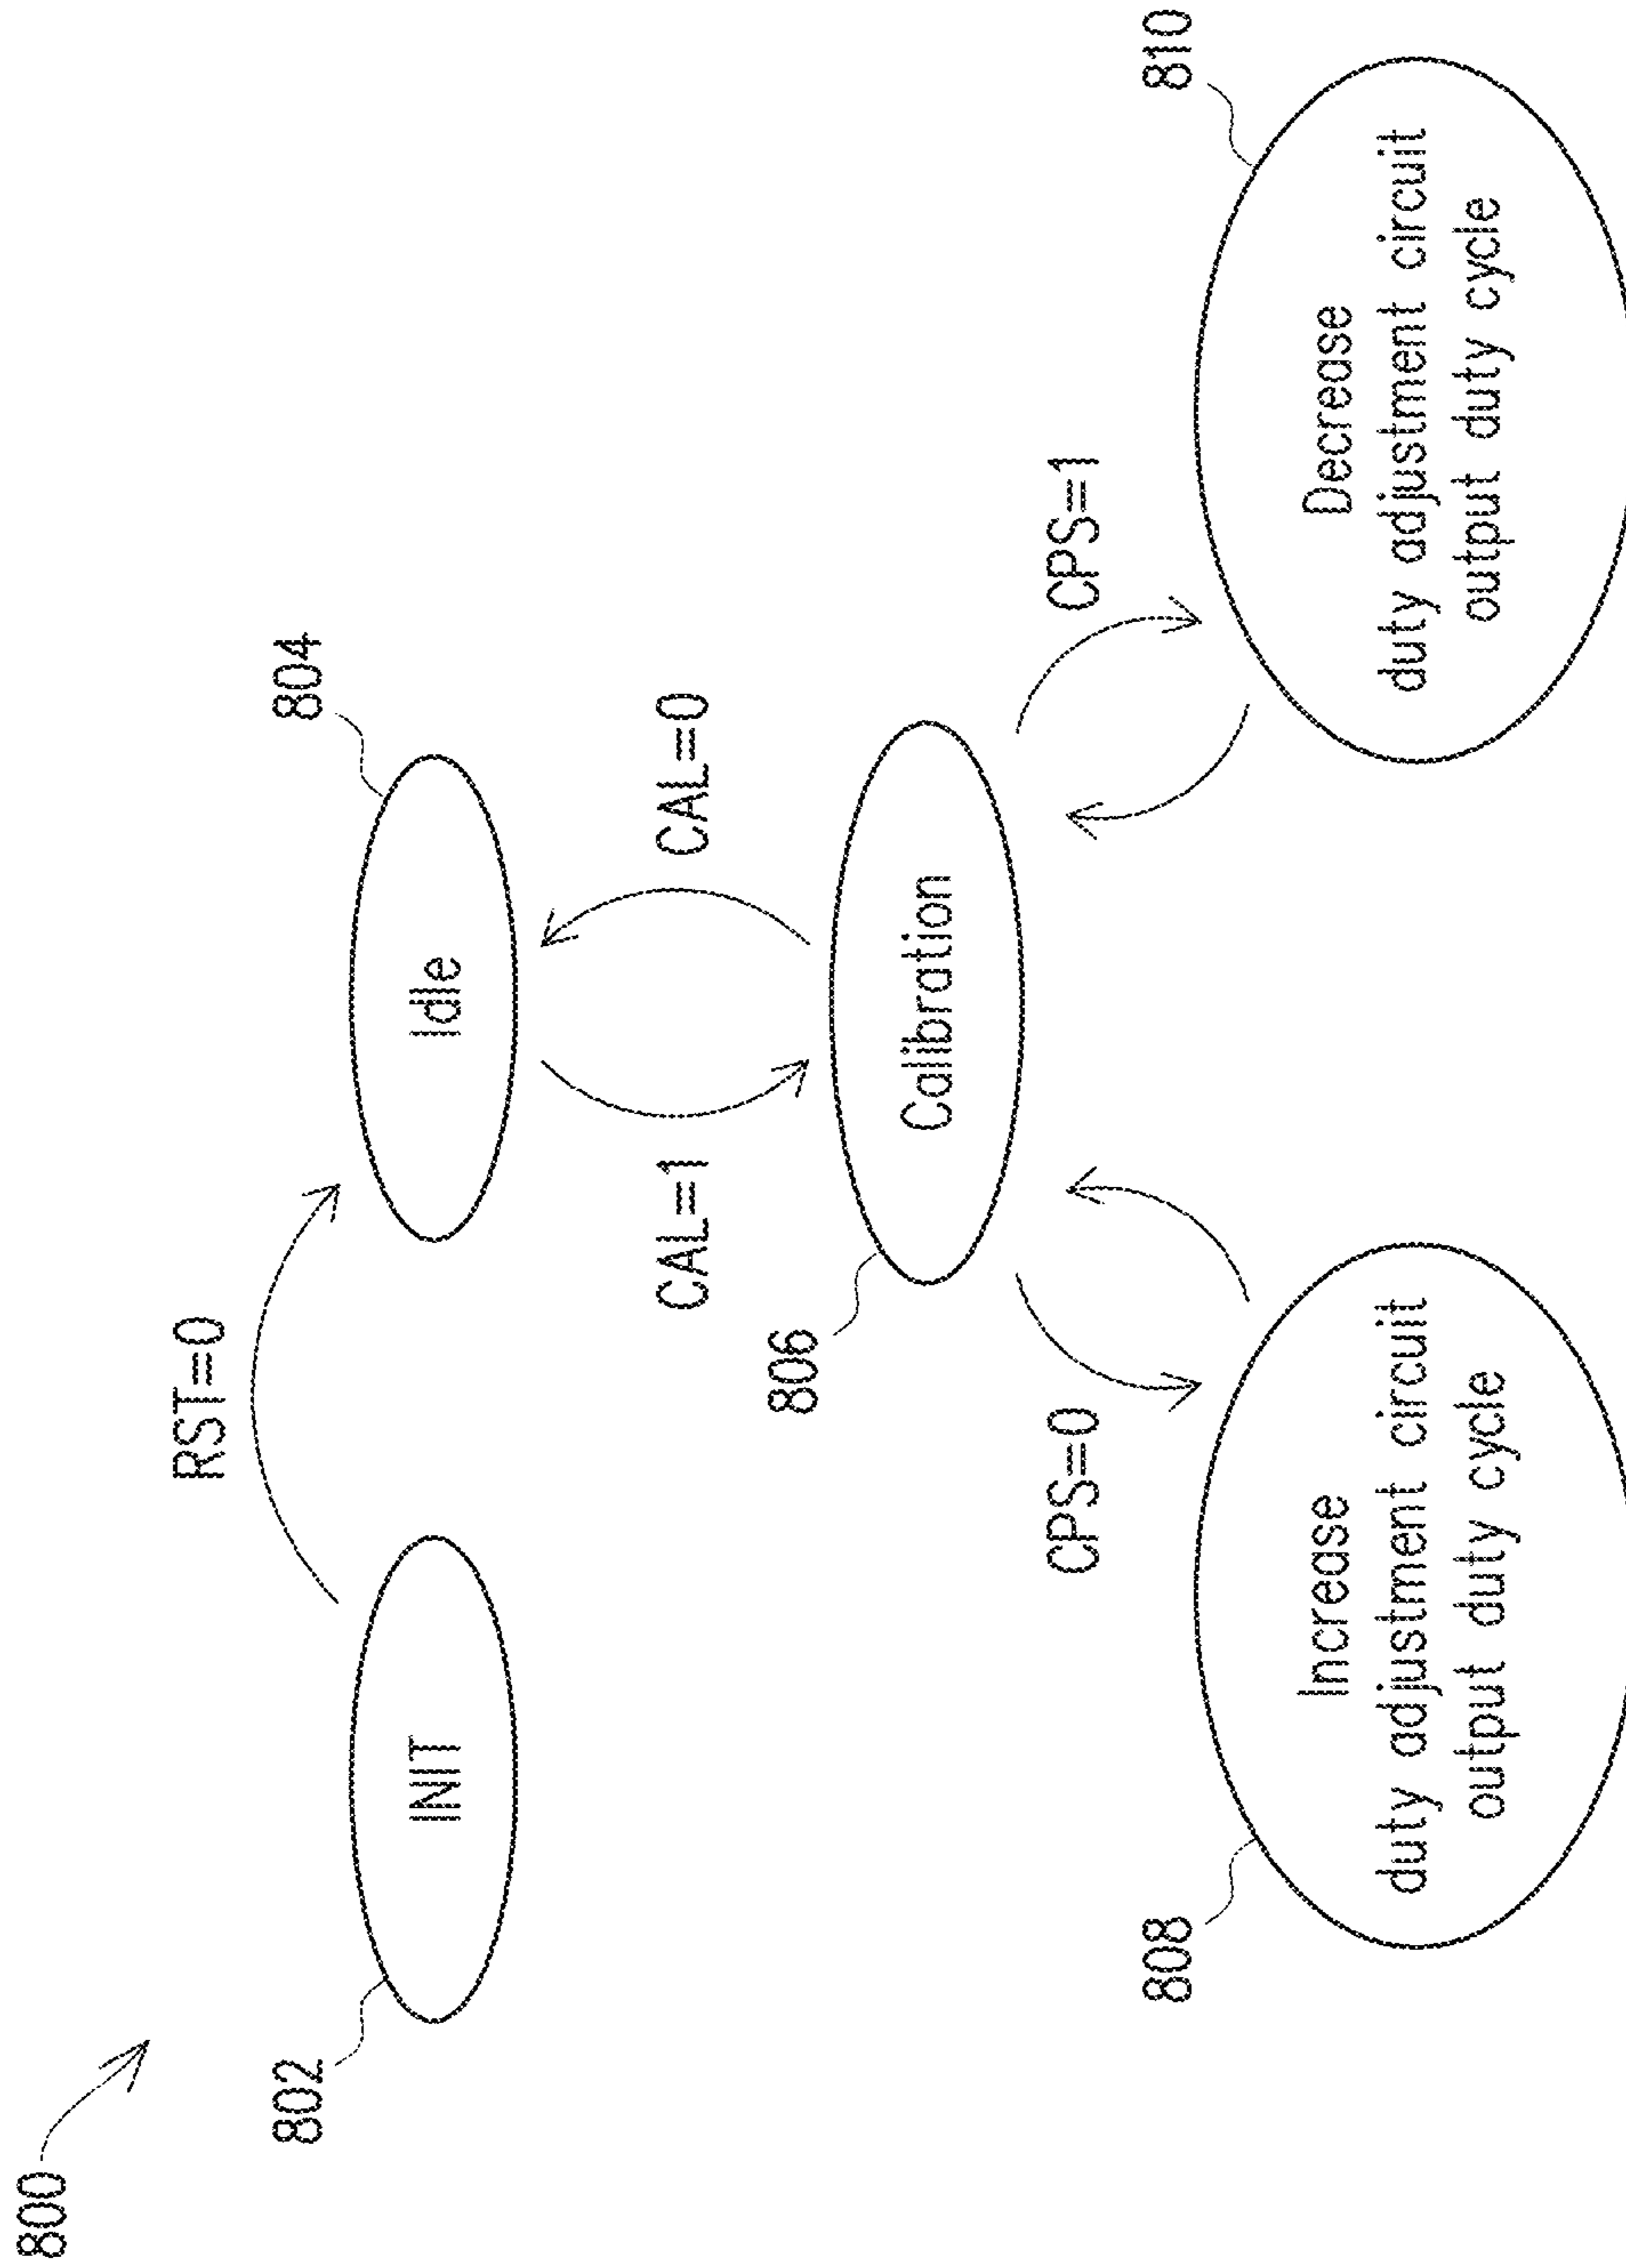 800
RST=0
802
INIT
804
Idle
CAL=1
CAL=0
806
Calibration
CPS=0
CPS=1
808
Increase
duty adjustment circuit
output duty cycle
810
Decrease
duty adjustment circuit
output duty cycle